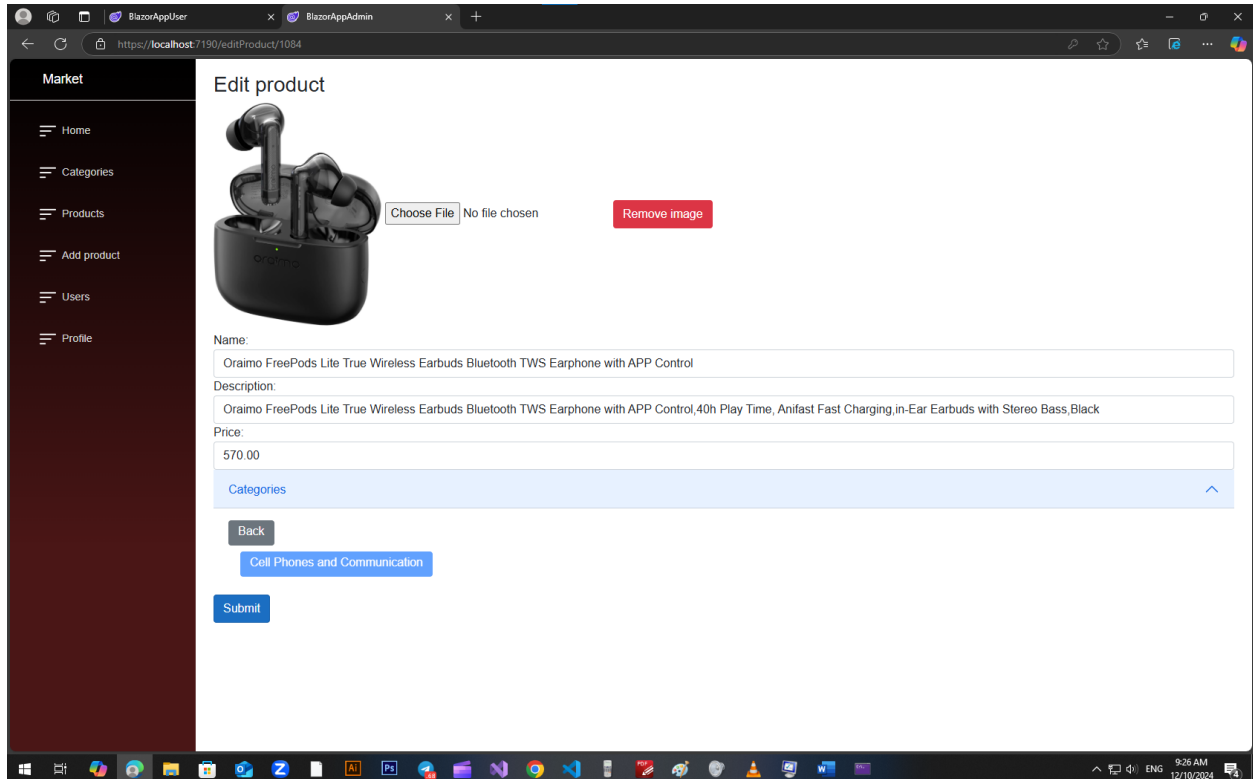 BlazorAppUser
BlazorAppAdmin
https://localhost:7190/editProduct/1084
Market
Home
Categories
Products
Add product
Users
Profile
Edit product
oraimo
Choose File No file chosen
Remove image
Name:
Oraimo FreePods Lite True Wireless Earbuds Bluetooth TWS Earphone with APP Control
Description:
Oraimo FreePods Lite True Wireless Earbuds Bluetooth TWS Earphone with APP Control,40h Play Time, Anifast Fast Charging,in-Ear Earbuds with Stereo Bass,Black
Price:
570.00
Categories
Back
Cell Phones and Communication
Submit
Ai
Ps
PDF
ENG
9:26 AM
12/10/2024